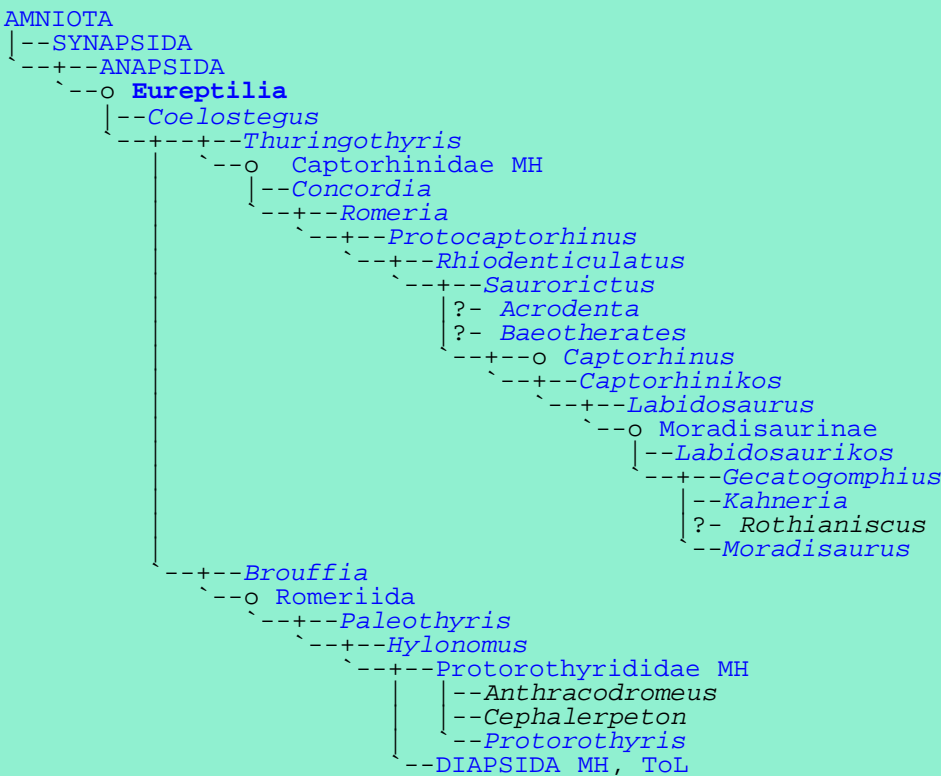 AMNIOTA
|--SYNAPSIDA
`--+--ANAPSIDA
   `--o Eureptilia
      |--Coelostegus
      `--+--+--Thuringothyris
         |  `--o  Captorhinidae MH
         |     |--Concordia
         |     `--+--Romeria
         |        `--+--Protocaptorhinus
         |           `--+--Rhiodenticulatus
         |              `--+--Saurorictus
         |                 |?- Acrodenta
         |                 |?- Baeotherates
         |                 `--+--o Captorhinus
         |                    `--+--Captorhinikos
         |                       `--+--Labidosaurus
         |                          `--o Moradisaurinae
         |                             |--Labidosaurikos
         |                             `--+--Gecatogomphius
         |                                |--Kahneria
         |                                |?- Rothianiscus
         |                                `--Moradisaurus
         `--+--Brouffia
            `--o Romeriida
               `--+--Paleothyris
                  `--+--Hylonomus
                     `--+--Protorothyrididae MH
                        |  |--Anthracodromeus
                        |  |--Cephalerpeton
                        |  `--Protorothyris
                        `--DIAPSIDA MH, ToL